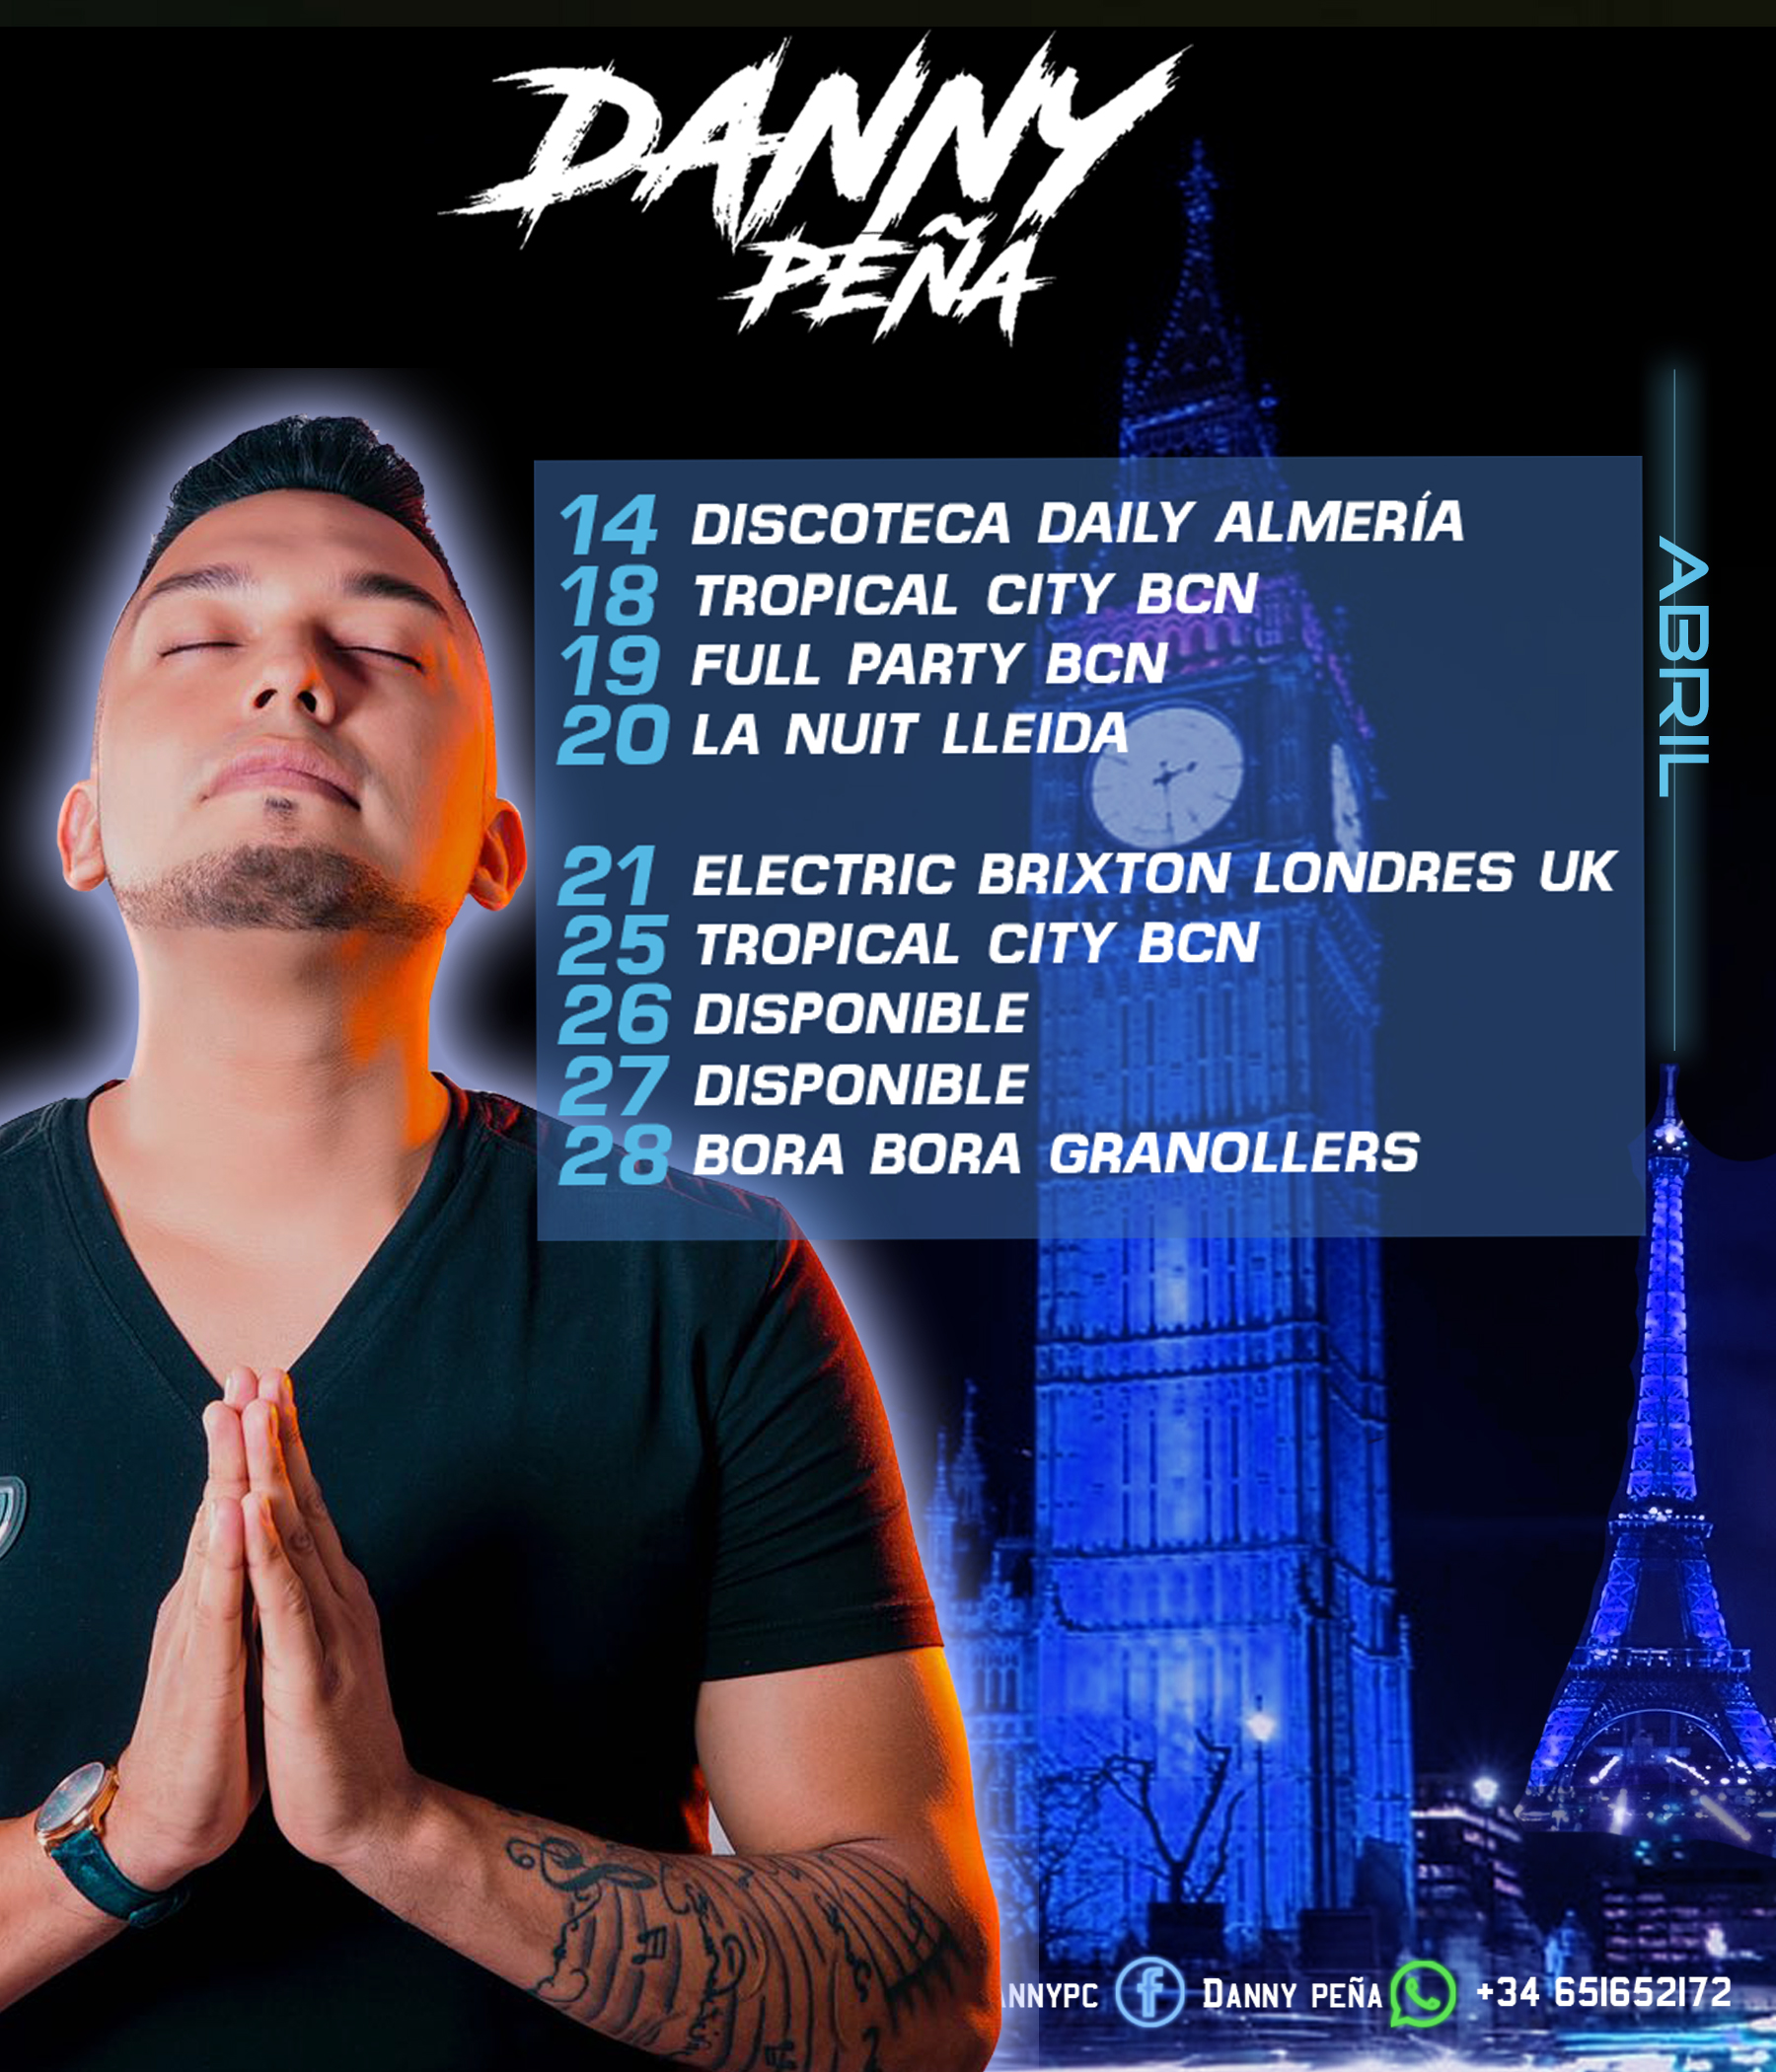 DANNY
PEÑA
ABRIL
14 DISCOTECA DAILY ALMERÍA
18 TROPICAL CITY BCN
19 FULL PARTY BCN
20 LA NUIT LLEIDA
21 ELECTRIC BRIXTON LONDRES UK
25 TROPICAL CITY BCN
26 DISPONIBLE
27 DISPONIBLE
28 BORA BORA GRANOLLERS
NNYPC DANNY PEÑA +34 651652172